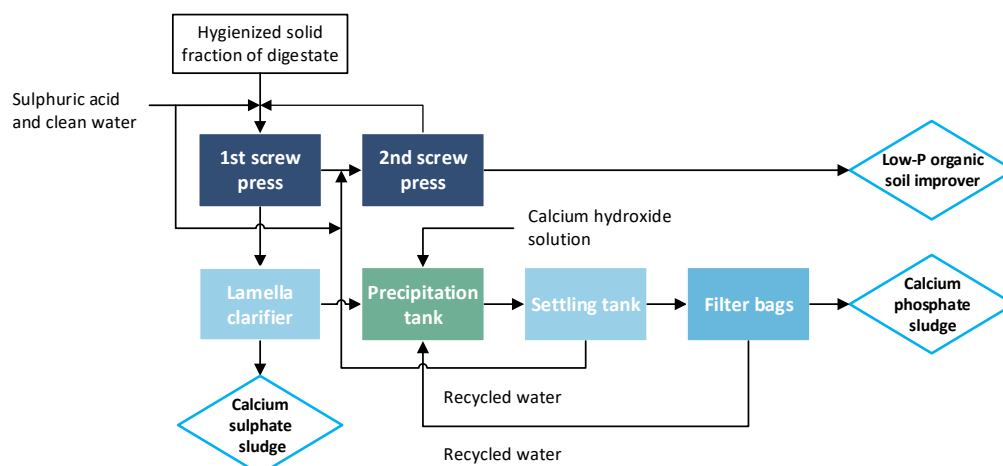 Hygienized solid
fraction of digestate
Sulphuric acid
and clean water
1st screw
press
2nd screw
press
Low-P organic
soil improver
Calcium hydroxide
solution
Lamella
clarifier
Precipitation
tank
Settling tank
Filter bags
Calcium
phosphate
sludge
Calcium
sulphate
sludge
Recycled water
Recycled water